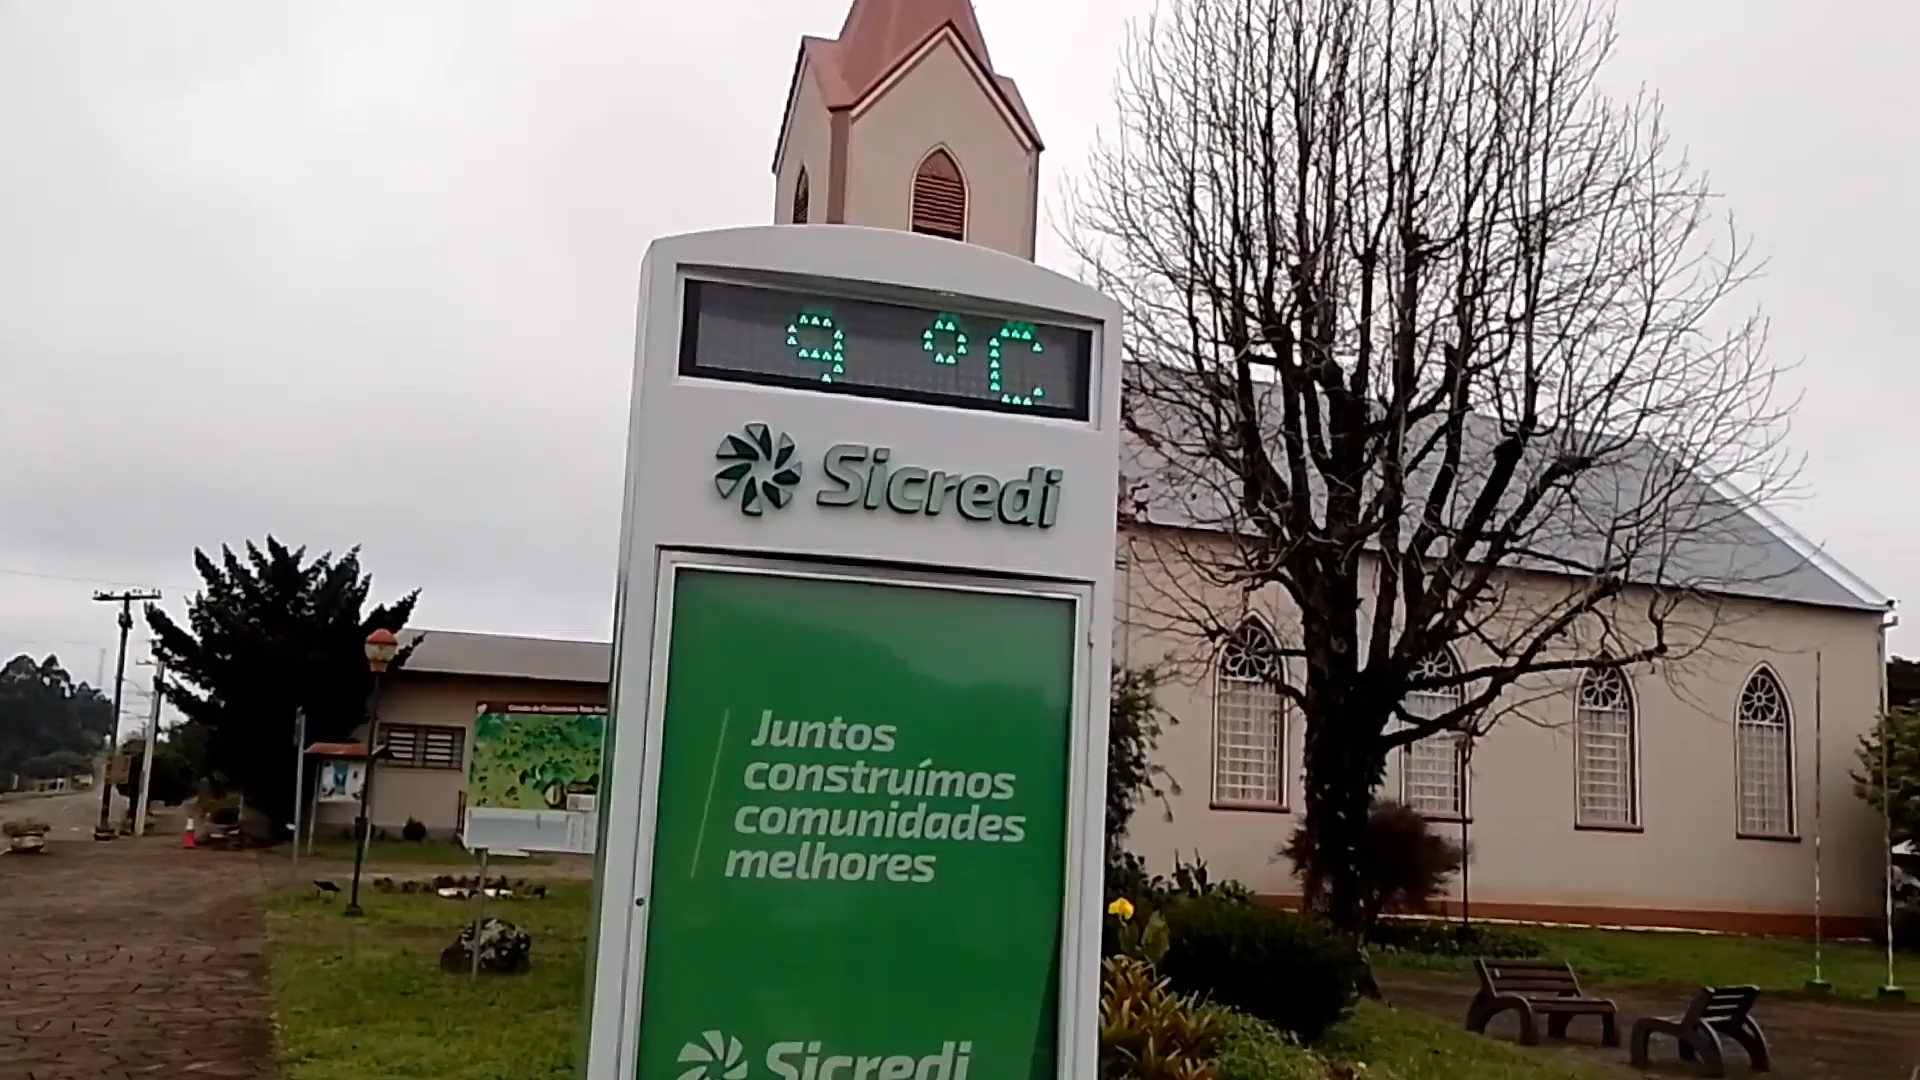 9 °C
Sicredi
Juntos
construímos
comunidades
melhores
Sicredi